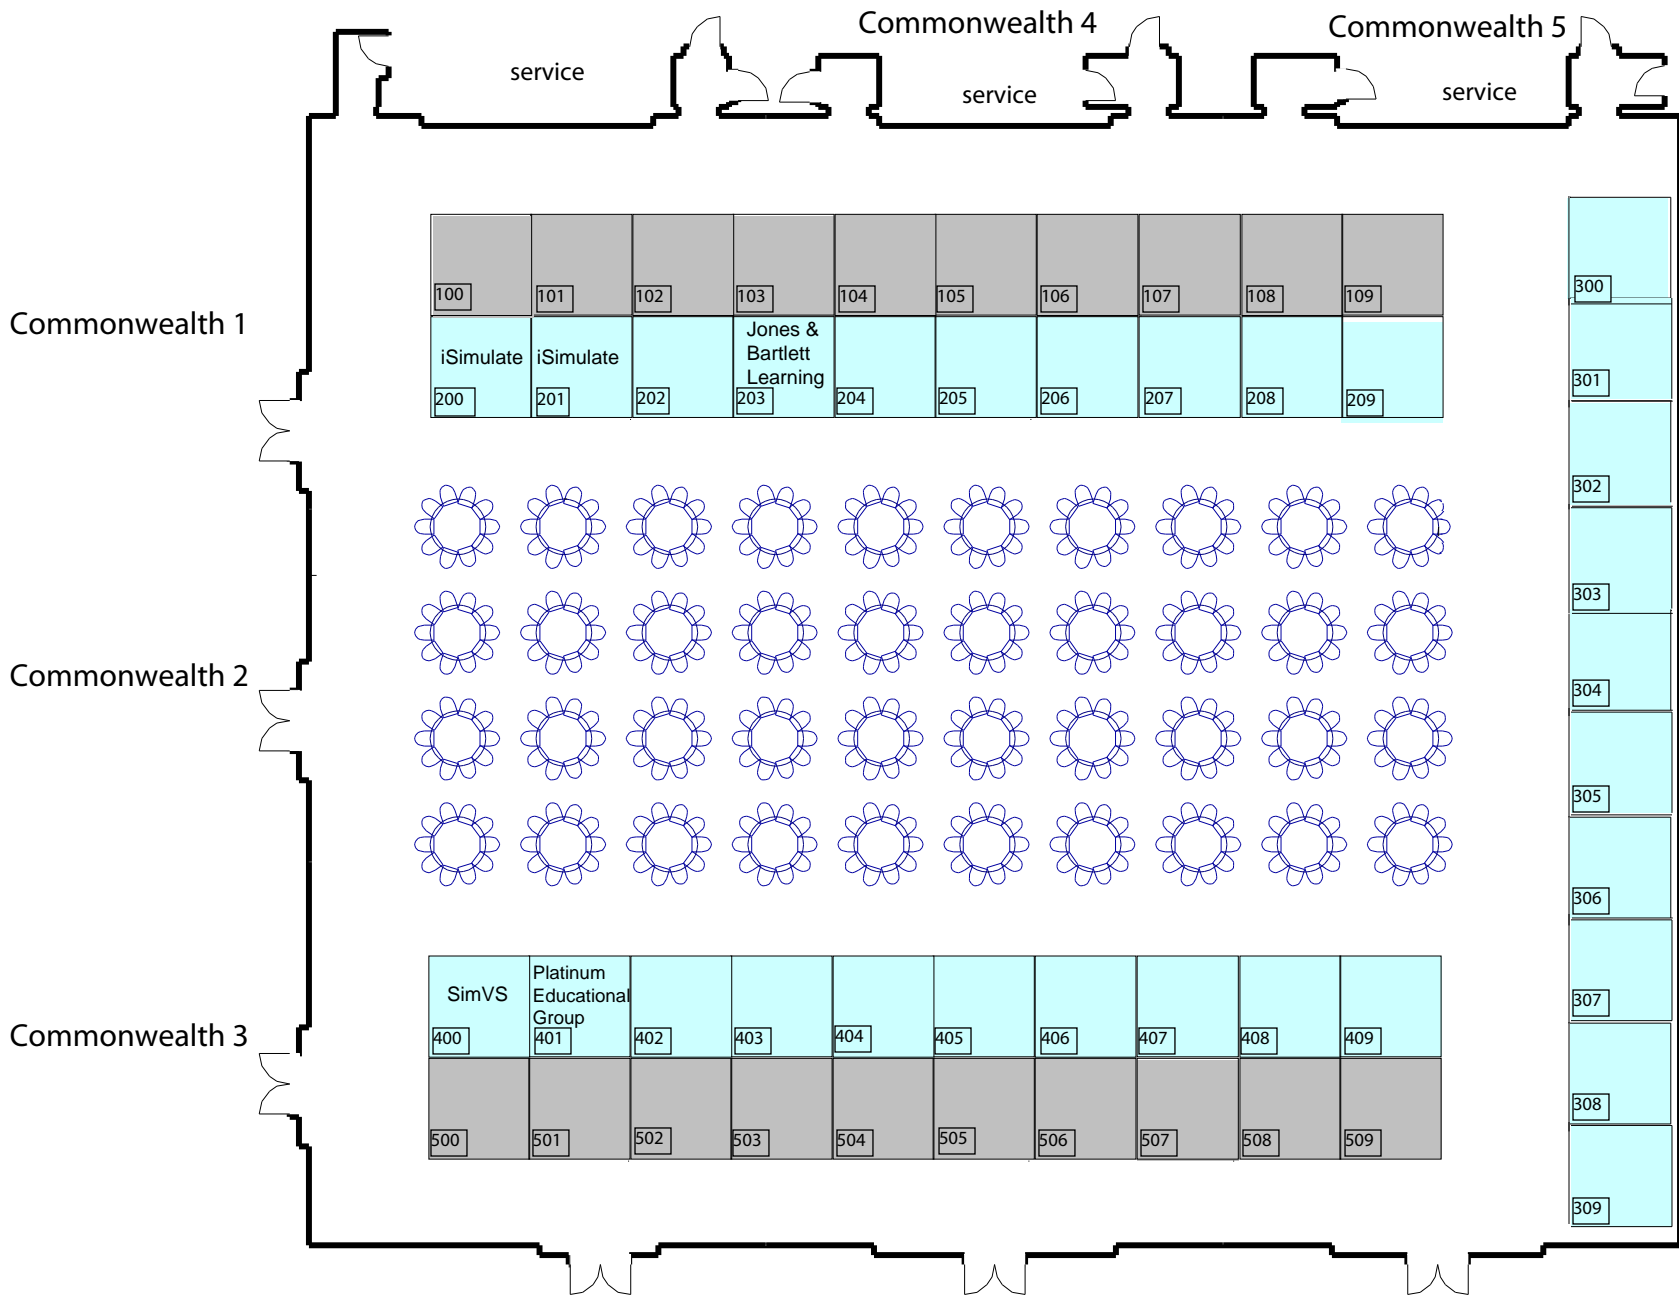 Commonwealth 4
Commonwealth 5
service
service
service
100
101
102
103
104
105
106
107
108
109
300
Commonwealth 1
iSimulate
iSimulate
Jones &
Bartlett
Learning
200
201
202
203
204
205
206
207
208
209
301
302
303
Commonwealth 2
304
305
306
SimVS
Platinum
Educational
Group
307
Commonwealth 3
400
401
402
403
404
405
406
407
408
409
308
500
501
502
503
504
505
506
507
508
509
309